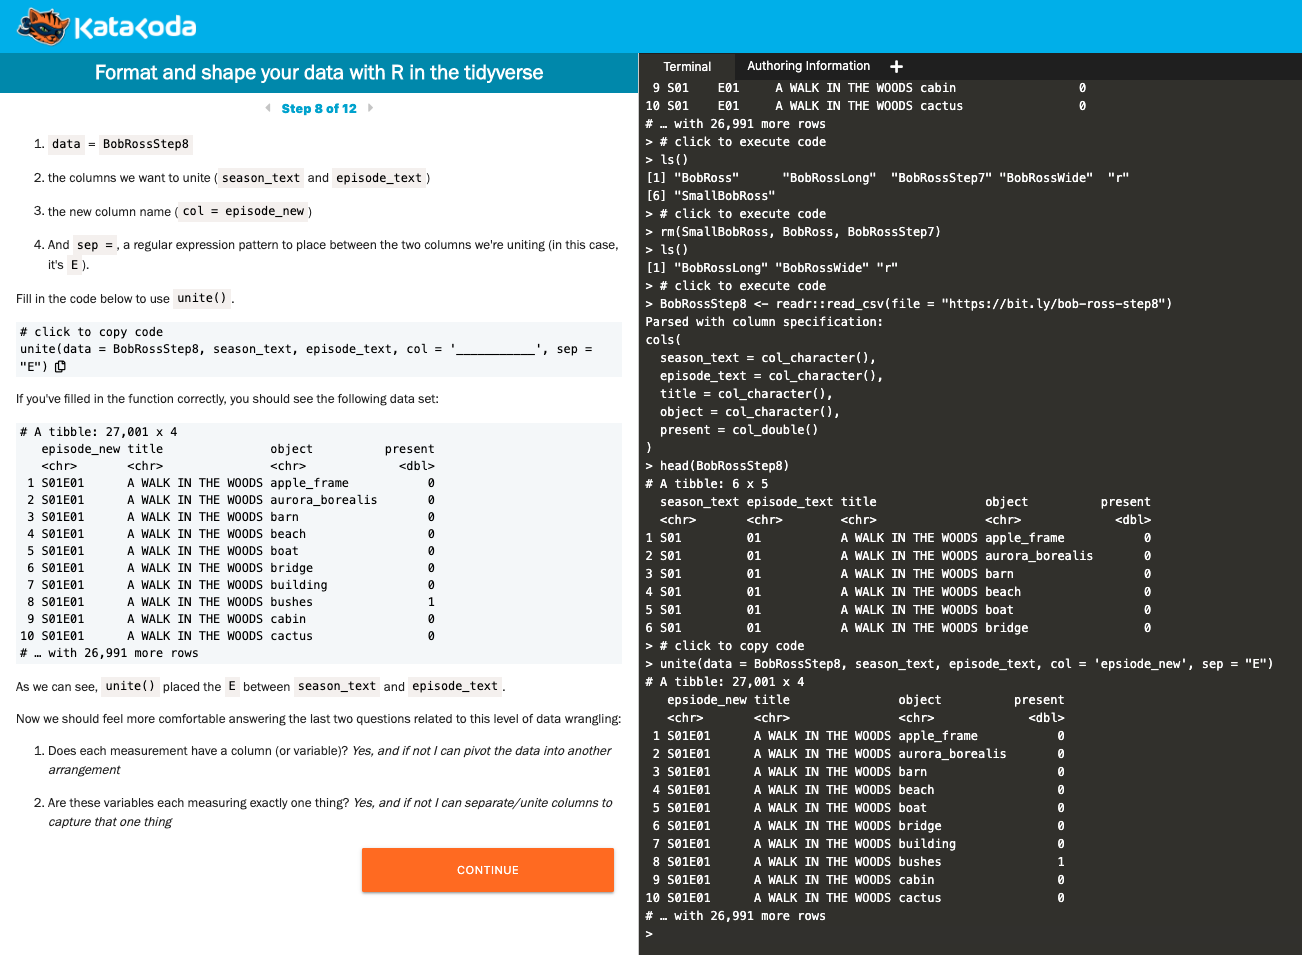 KataKoda
Format and shape your data with R in the tidyverse
Step 8 of 12
1. data = BobRossStep8
2. the columns we want to unite ( season_text and episode_text )
3. the new column name ( col = episode_new )
4. And sep = , a regular expression pattern to place between the two columns we're uniting (in this case,
it's E ).
Fill in the code below to use unite() .
# click to copy code
unite(data = BobRossStep8, season_text, episode_text, col = '___________', sep =
"E")
If you've filled in the function correctly, you should see the following data set:
# A tibble: 27,001 x 4
episode_new title object present
<chr> <chr> <chr> <dbl>
1 S01E01 A WALK IN THE WOODS apple_frame 0
2 S01E01 A WALK IN THE WOODS aurora_borealis 0
3 S01E01 A WALK IN THE WOODS barn 0
4 S01E01 A WALK IN THE WOODS beach 0
5 S01E01 A WALK IN THE WOODS boat 0
6 S01E01 A WALK IN THE WOODS bridge 0
7 S01E01 A WALK IN THE WOODS building 0
8 S01E01 A WALK IN THE WOODS bushes 1
9 S01E01 A WALK IN THE WOODS cabin 0
10 S01E01 A WALK IN THE WOODS cactus 0
# … with 26,991 more rows
As we can see, unite() placed the E between season_text and episode_text .
Now we should feel more comfortable answering the last two questions related to this level of data wrangling:
1. Does each measurement have a column (or variable)? Yes, and if not I can pivot the data into another
arrangement
2. Are these variables each measuring exactly one thing? Yes, and if not I can separate/unite columns to
capture that one thing
CONTINUE
Terminal Authoring Information +
9 S01 E01 A WALK IN THE WOODS cabin 0
10 S01 E01 A WALK IN THE WOODS cactus 0
# … with 26,991 more rows
> # click to execute code
> ls()
[1] "BobRoss" "BobRossLong" "BobRossStep7" "BobRossWide" "r"
[6] "SmallBobRoss"
> # click to execute code
> rm(SmallBobRoss, BobRoss, BobRossStep7)
> ls()
[1] "BobRossLong" "BobRossWide" "r"
> # click to execute code
> BobRossStep8 <- readr::read_csv(file = "https://bit.ly/bob-ross-step8")
Parsed with column specification:
cols(
season_text = col_character(),
episode_text = col_character(),
title = col_character(),
object = col_character(),
present = col_double()
)
> head(BobRossStep8)
# A tibble: 6 x 5
season_text episode_text title object present
<chr> <chr> <chr> <chr> <dbl>
1 S01 01 A WALK IN THE WOODS apple_frame 0
2 S01 01 A WALK IN THE WOODS aurora_borealis 0
3 S01 01 A WALK IN THE WOODS barn 0
4 S01 01 A WALK IN THE WOODS beach 0
5 S01 01 A WALK IN THE WOODS boat 0
6 S01 01 A WALK IN THE WOODS bridge 0
> # click to copy code
> unite(data = BobRossStep8, season_text, episode_text, col = 'epsiode_new', sep = "E")
# A tibble: 27,001 x 4
epsiode_new title object present
<chr> <chr> <chr> <dbl>
1 S01E01 A WALK IN THE WOODS apple_frame 0
2 S01E01 A WALK IN THE WOODS aurora_borealis 0
3 S01E01 A WALK IN THE WOODS barn 0
4 S01E01 A WALK IN THE WOODS beach 0
5 S01E01 A WALK IN THE WOODS boat 0
6 S01E01 A WALK IN THE WOODS bridge 0
7 S01E01 A WALK IN THE WOODS building 0
8 S01E01 A WALK IN THE WOODS bushes 1
9 S01E01 A WALK IN THE WOODS cabin 0
10 S01E01 A WALK IN THE WOODS cactus 0
# … with 26,991 more rows
>